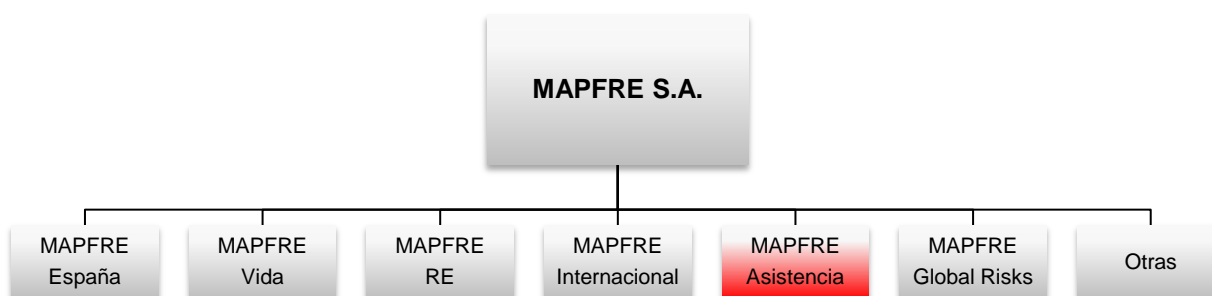 MAPFRE S.A.
MAPFRE
España
MAPFRE
Vida
MAPFRE
RE
MAPFRE
Internacional
MAPFRE
Asistencia
MAPFRE
Global Risks
Otras